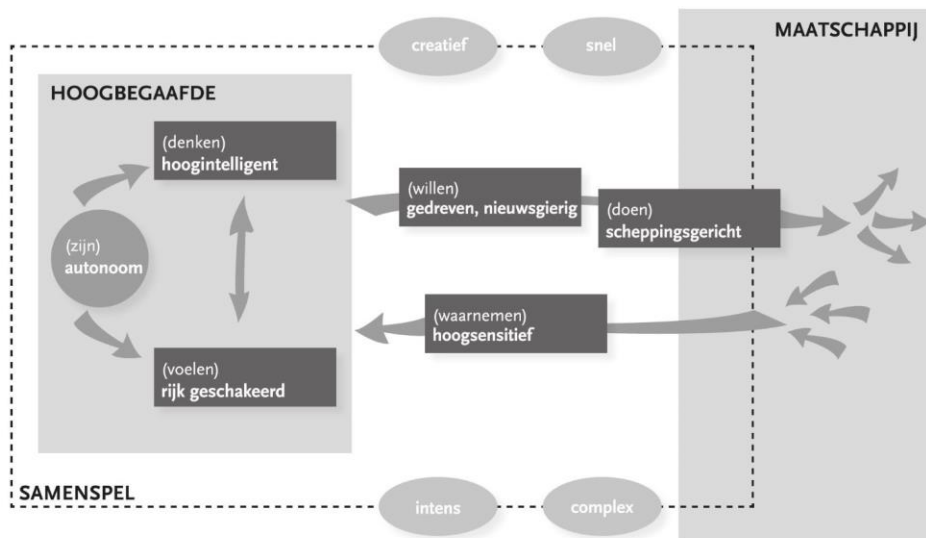 creatief
snel
MAATSCHAPPIJ
HOOGBEGAAFDE
(denken)
hoogintelligent
(willen)
gedreven, nieuwsgierig
(doen)
scheppingsgericht
(zijn)
autonoom
(waarnemen)
hoogsensitief
(voelen)
rijk geschakeerd
SAMENSPEL
intens
complex